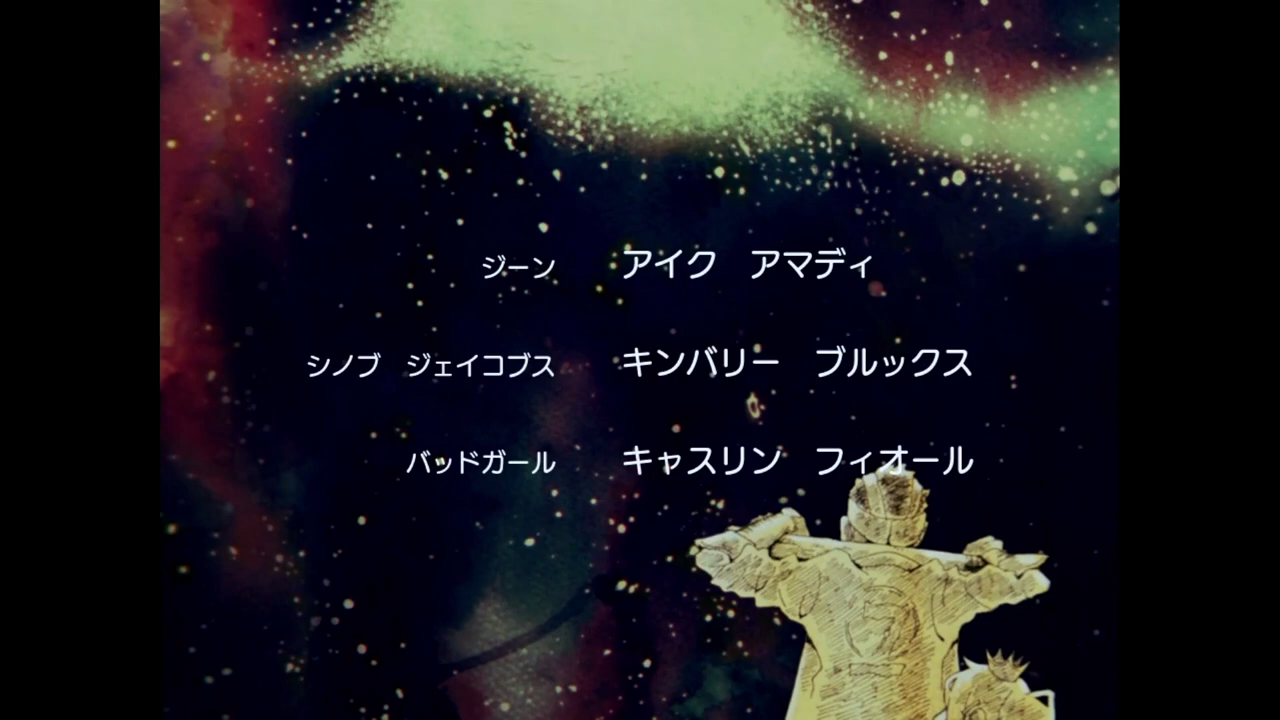 ジーン　アイク　アマディ
シノブ　ジェイコブス　キンバリー　ブルックス
バッドガール　キャスリン　フィオール